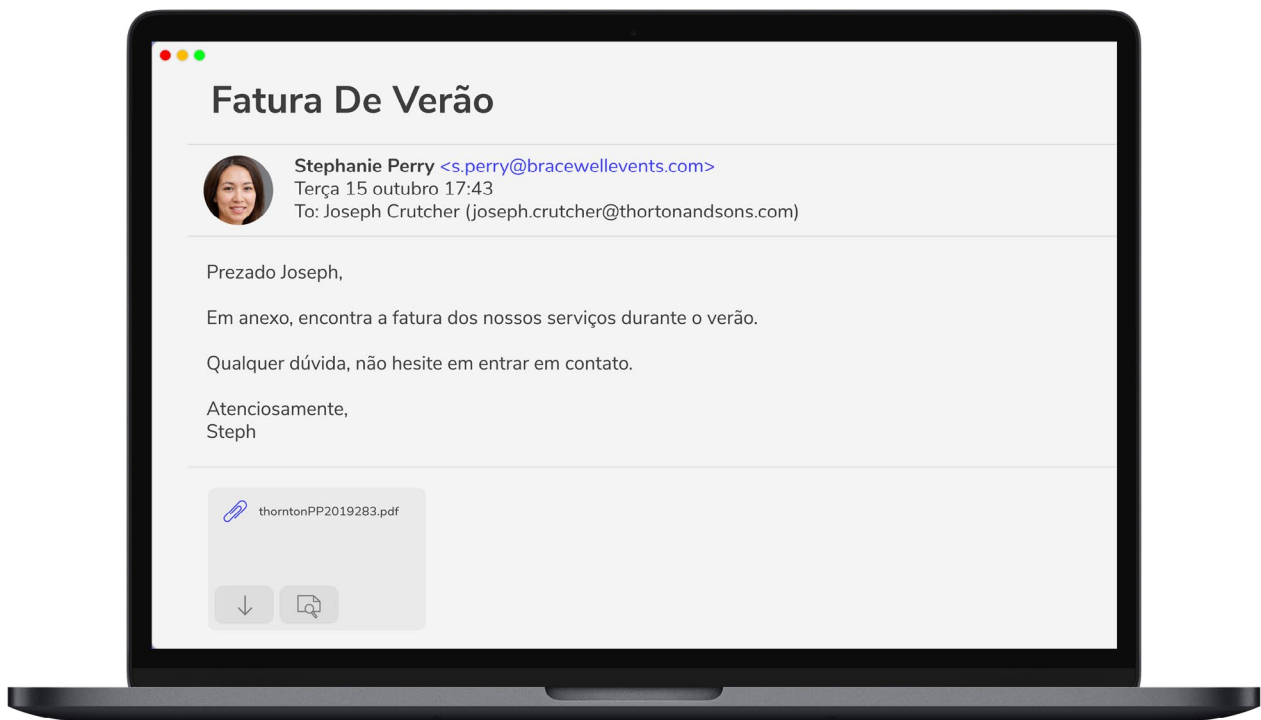 Fatura De Verão
Stephanie Perry <s.perry@bracewellevents.com>
Terça 15 outubro 17:43
To: Joseph Crutcher (joseph.crutcher@thortonandsons.com)
Prezado Joseph,
Em anexo, encontra a fatura dos nossos serviços durante o verão.
Qualquer dúvida, não hesite em entrar em contato.
Atenciosamente,
Steph
thorntonPP2019283.pdf